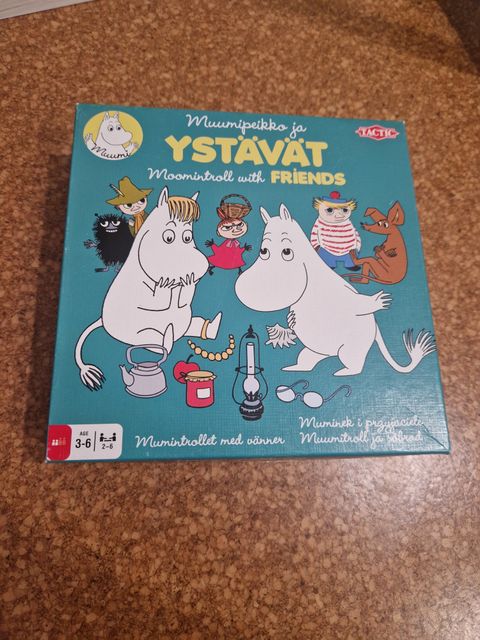 Muumipeikko ja
YSTÄVÄT
Moomintroll with FRIENDS
Muumi
TACTIC
AGE
3-6
2-6
Mumintrollet med vänner
Muminek i przyjaciele
Muumitroll ja sõbrad